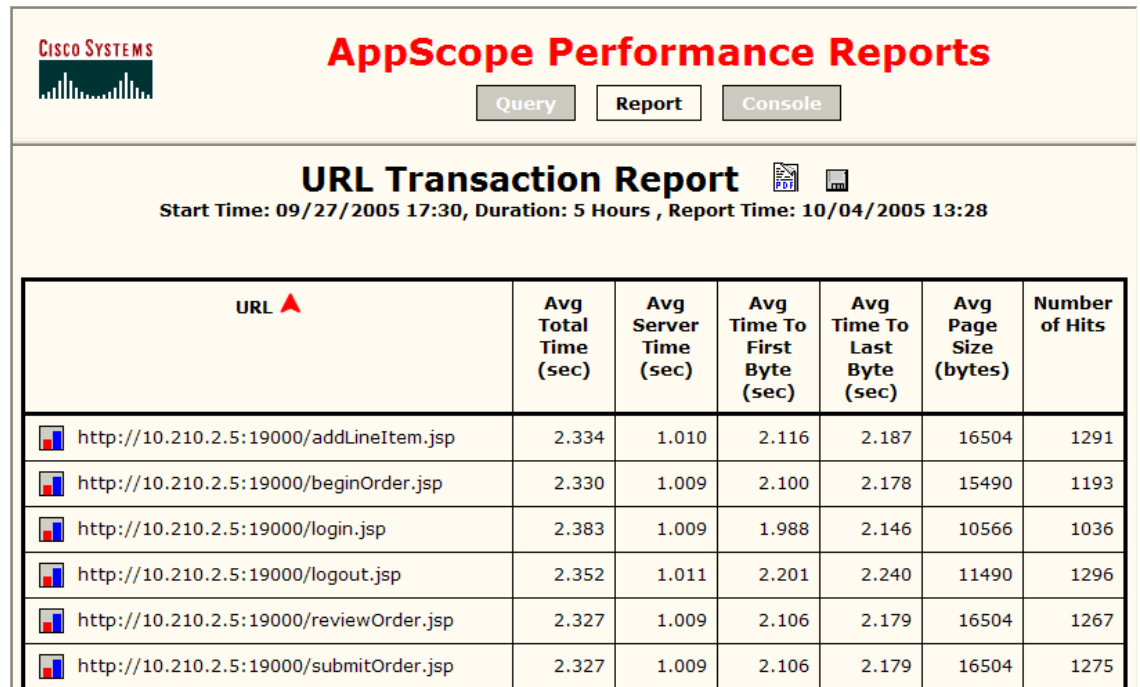 CISCO SYSTEMS
AppScope Performance Reports
Query Report Console
URL Transaction Report PDF
Start Time: 09/27/2005 17:30, Duration: 5 Hours , Report Time: 10/04/2005 13:28
URL Avg Total Time (sec) Avg Server Time (sec) Avg Time To First Byte (sec) Avg Time To Last Byte (sec) Avg Page Size (bytes) Number of Hits
http://10.210.2.5:19000/addLineItem.jsp 2.334 1.010 2.116 2.187 16504 1291
http://10.210.2.5:19000/beginOrder.jsp 2.330 1.009 2.100 2.178 15490 1193
http://10.210.2.5:19000/login.jsp 2.383 1.009 1.988 2.146 10566 1036
http://10.210.2.5:19000/logout.jsp 2.352 1.011 2.201 2.240 11490 1296
http://10.210.2.5:19000/reviewOrder.jsp 2.327 1.009 2.106 2.179 16504 1267
http://10.210.2.5:19000/submitOrder.jsp 2.327 1.009 2.106 2.179 16504 1275